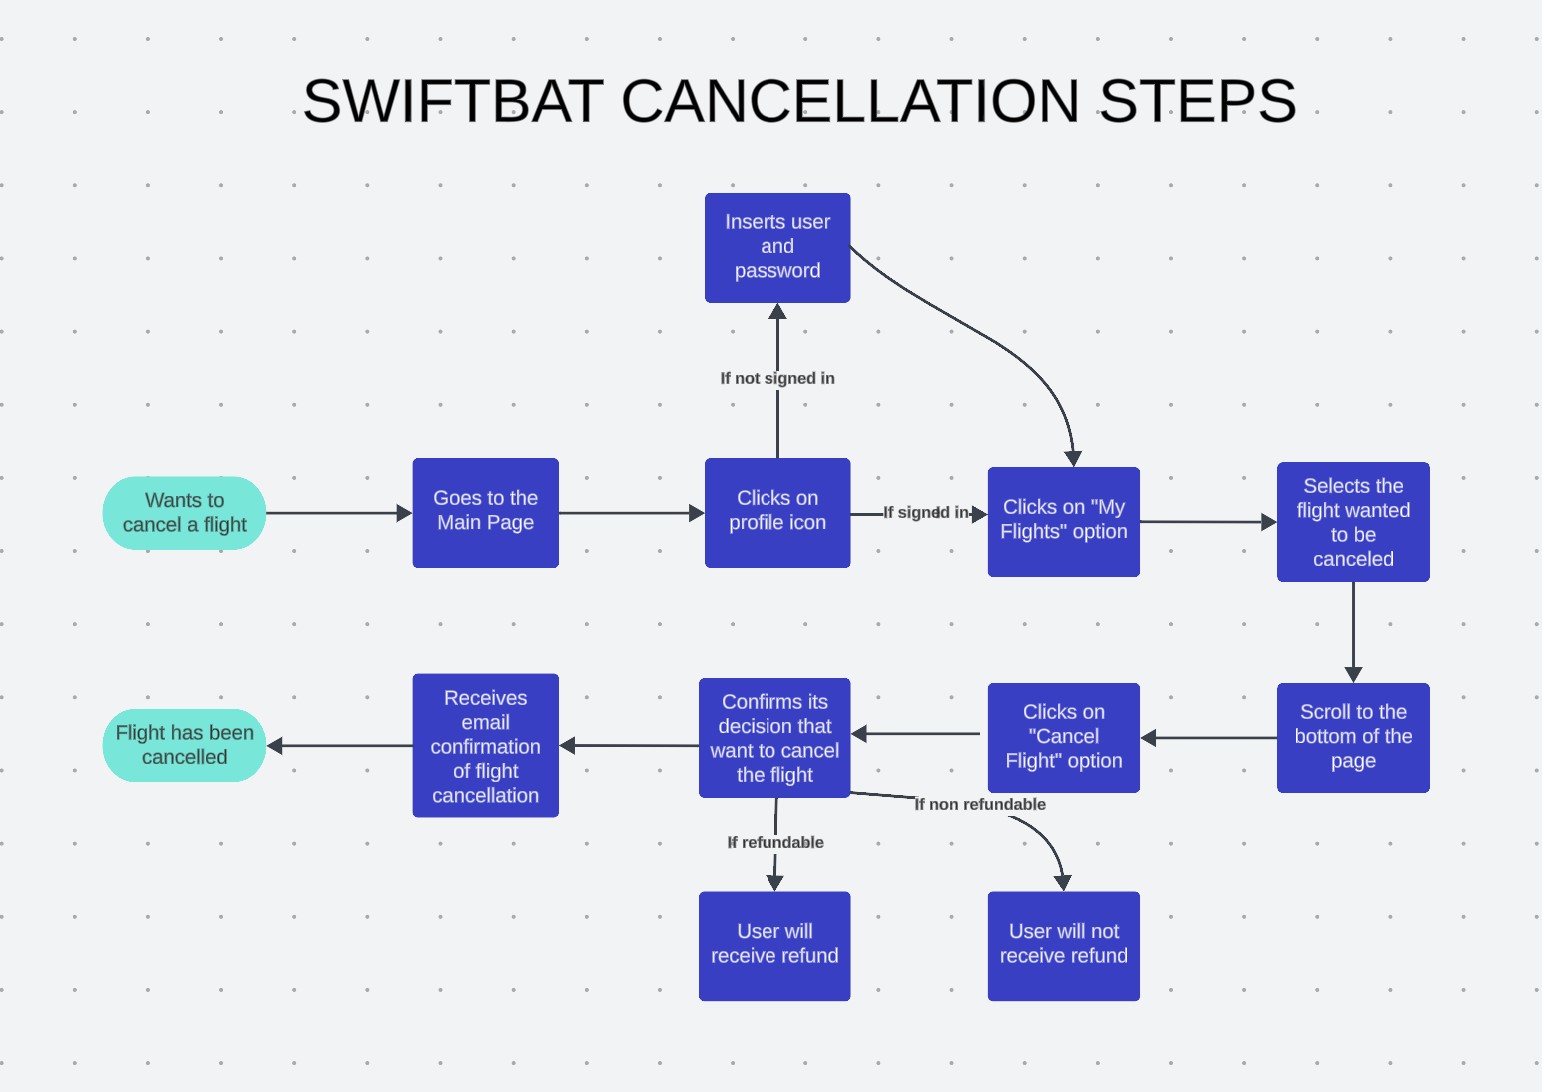 SWIFTBAT CANCELLATION STEPS
Inserts user
and
password
If not signed in
Wants to
cancel a flight
Goes to the
Main Page
Clicks on
profile icon
If signed in
Clicks on "My
Flights" option
Selects the
flight wanted
to be
canceled
Flight has been
cancelled
Receives
email
confirmation
of flight
cancellation
Confirms its
decision that
want to cancel
the flight
Clicks on
"Cancel
Flight" option
Scroll to the
bottom of the
page
If non refundable
If refundable
User will
receive refund
User will not
receive refund